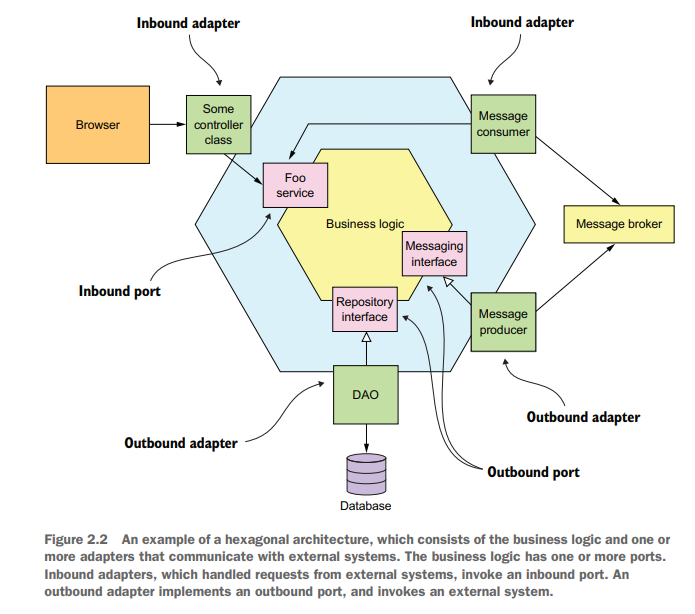 Inbound adapter
Inbound adapter
Browser
Some
controller
class
Message
consumer
Foo
service
Business logic
Message broker
Messaging
interface
Inbound port
Repository
interface
Message
producer
DAO
Outbound adapter
Outbound adapter
Outbound port
Database
Figure 2.2 An example of a hexagonal architecture, which consists of the business logic and one or
more adapters that communicate with external systems. The business logic has one or more ports.
Inbound adapters, which handled requests from external systems, invoke an inbound port. An
outbound adapter implements an outbound port, and invokes an external system.